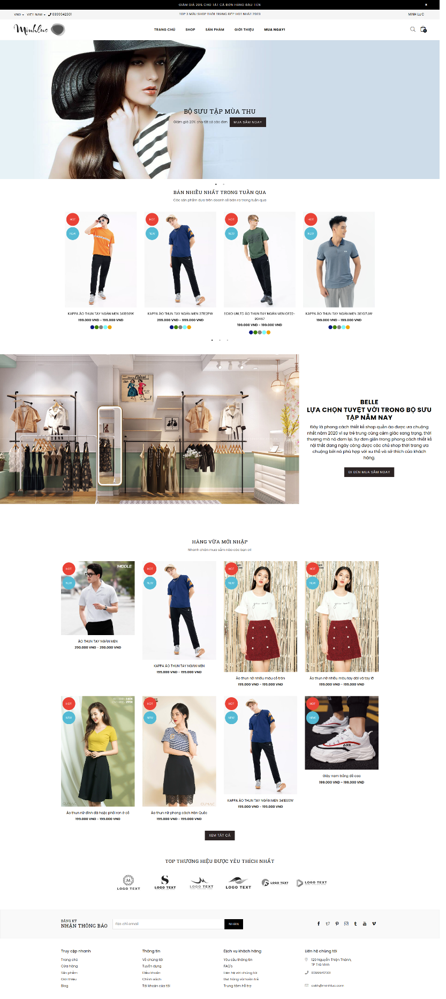 GIẢM GIÁ 20% CHO TẤT CẢ ĐƠN HÀNG ĐẦU TIÊN
VND VIET NAM 0399942301
TOP 3 MẪU SHOP THỜI TRANG ĐẸP HOT NHẤT 2023
MINH LUC
Minhluc
TRANG CHỦ SHOP SẢN PHẨM GIỚI THIỆU MUA NGAY!
0
BỘ SƯU TẬP MÙA THU
Giảm giá 20% cho tất cả các đơn MUA SẮM NGAY
BÁN NHIỀU NHẤT TRONG TUẦN QUA
Các sản phẩm dựa trên doanh số bán ra trong tuần qua
HOT HOT HOT HOT
NEW NEW NEW NEW
KAPPA ÁO THUN TAY NGẮN MEN 341E69W
199.000 VND - 199.000 VND
KAPPA ÁO THUN TAY NGẮN MEN 371E2PW
299.000 VND - 999.000 VND
ECKO UNLTD ÁO THUN TAY NGẮN MEN OF22-
90467
199.000 VND - 199.000 VND
KAPPA ÁO THUN TAY NGẮN MEN 381G7UW
199.000 VND - 199.000 VND
Pelosi
BELLE
LỰA CHỌN TUYỆT VỜI TRONG BỘ SƯU
TẬP NĂM NAY
Đây là phong cách thiết kế shop quần áo được ưa chuộng
nhất năm 2020 vì sự trẻ trung cùng cảm giác sang trọng, thời
thượng mà nó đem lại. Sự đơn giản trong phong cách thiết kế
nội thất đang ngày càng được các chủ shop thời trang ưa
chuộng bởi nó phù hợp với xu thế và sở thích của khách
hàng.
ĐI ĐẾN MUA SẮM NGAY
HÀNG VỪA MỚI NHẬP
Nhanh chân mua sắm nào các bạn ơi!
HOT HOT HOT HOT
NEW NEW NEW NEW
HIDDLE
you me!
you me!
ÁO THUN TAY NGẮN MEN
290.000 VND - 290.000 VND
KAPPA ÁO THUN TAY NGẮN MEN
199.000 VND - 199.000 VND
Áo thun nữ nhiều màu cổ tròn
199.000 VND - 199.000 VND
Áo thun nữ nhiều màu tay dài và tay lỡ
199.000 VND - 199.000 VND
HOT HOT HOT HOT
NEW NEW NEW NEW
160K
295K
GUMAC
GUMAC
Áo thun nữ đính đá hoặc phối ren ở cổ
199.000 VND - 199.000 VND
Áo thun nữ phong cách Hàn Quốc
199.000 VND - 199.000 VND
KAPPA ÁO THUN TAY NGẮN MEN 341E69W
199.000 VND - 199.000 VND
Giày nam trắng đế cao
199.000 VND - 199.000 VND
XEM TẤT CẢ
TOP THƯƠNG HIỆU ĐƯỢC YÊU THÍCH NHẤT
M
LOGO TEXT
S
LOGO TEXT
LOGO TEXT
LOGO TEXT
LOGO TEXT
LOGO TEXT
ĐĂNG KÝ
NHẬN THÔNG BÁO
Địa chỉ email
NHẬN
Truy cập nhanh
Trang chủ
Cửa hàng
Sản phẩm
Giới thiệu
Blog
Thông tin
Về chúng tôi
Tuyển dụng
Điều khoản
Chính sách
Tài khoản của tôi
Dịch vụ khách hàng
Yêu cầu thông tin
FAQ's
Liên hệ với chúng tôi
Đặt hàng và hoàn trả
Trung tâm hỗ trợ
Liên hệ chúng tôi
129 Nguyễn Thiện Thành,
TP Trà Vinh
0399942301
cskh@minhluc.com